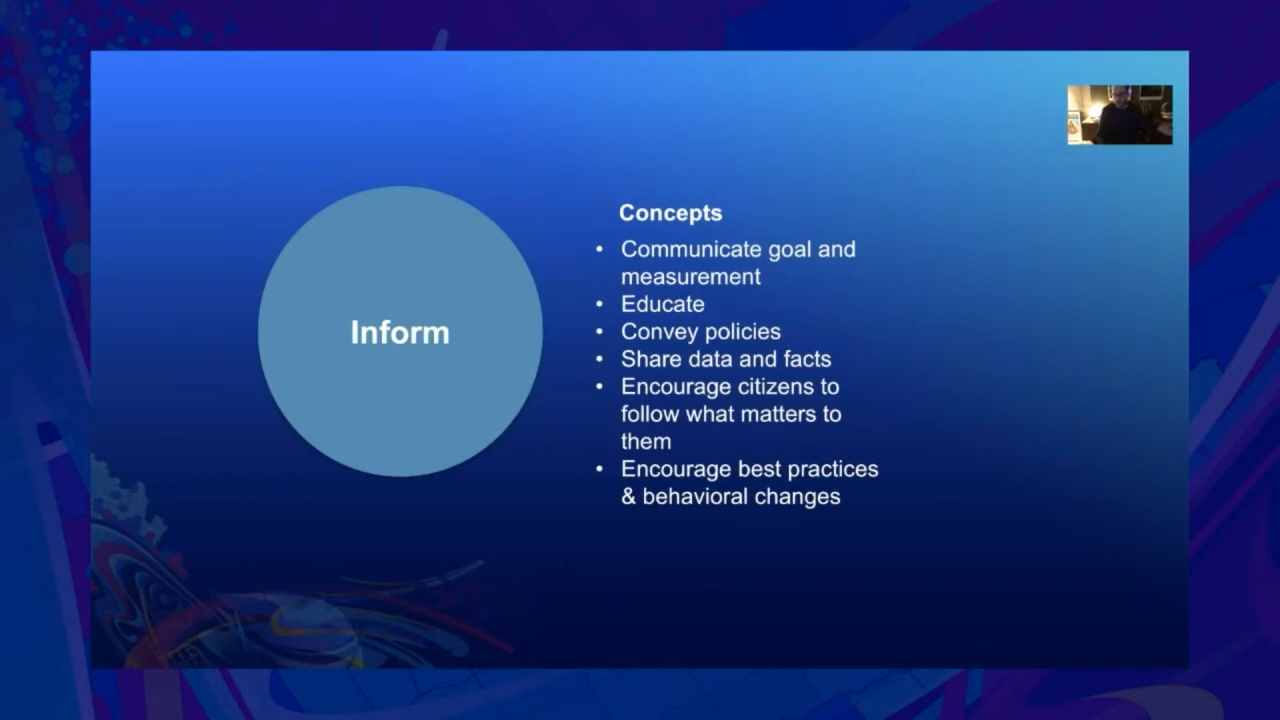 Inform
Concepts
• Communicate goal and
measurement
• Educate
• Convey policies
• Share data and facts
• Encourage citizens to
follow what matters to
them
• Encourage best practices
& behavioral changes